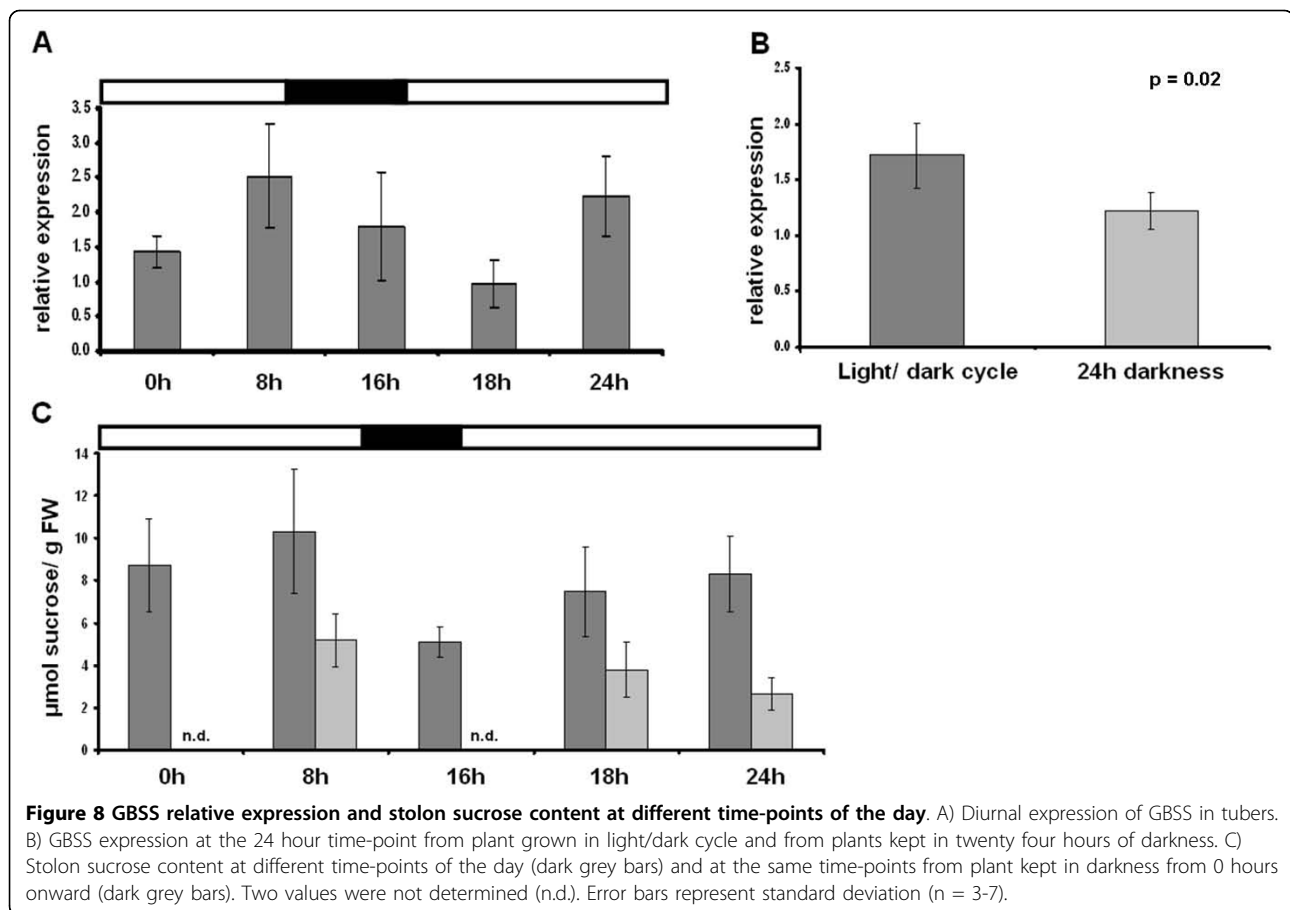 A
3.5
3.0
2.5
2.0
1.5
1.0
0.5
0.0
relative expression
0h 8h 16h 18h 24h
B
p = 0.02
2.5
2.0
1.5
1.0
0.5
0.0
relative expression
Light/ dark cycle 24h darkness
C
14
12
10
8
6
4
2
0
µmol sucrose/ g FW
n.d. n.d.
0h 8h 16h 18h 24h
Figure 8 GBSS relative expression and stolon sucrose content at different time-points of the day. A) Diurnal expression of GBSS in tubers.
B) GBSS expression at the 24 hour time-point from plant grown in light/dark cycle and from plants kept in twenty four hours of darkness. C)
Stolon sucrose content at different time-points of the day (dark grey bars) and at the same time-points from plant kept in darkness from 0 hours
onward (dark grey bars). Two values were not determined (n.d.). Error bars represent standard deviation (n = 3-7).